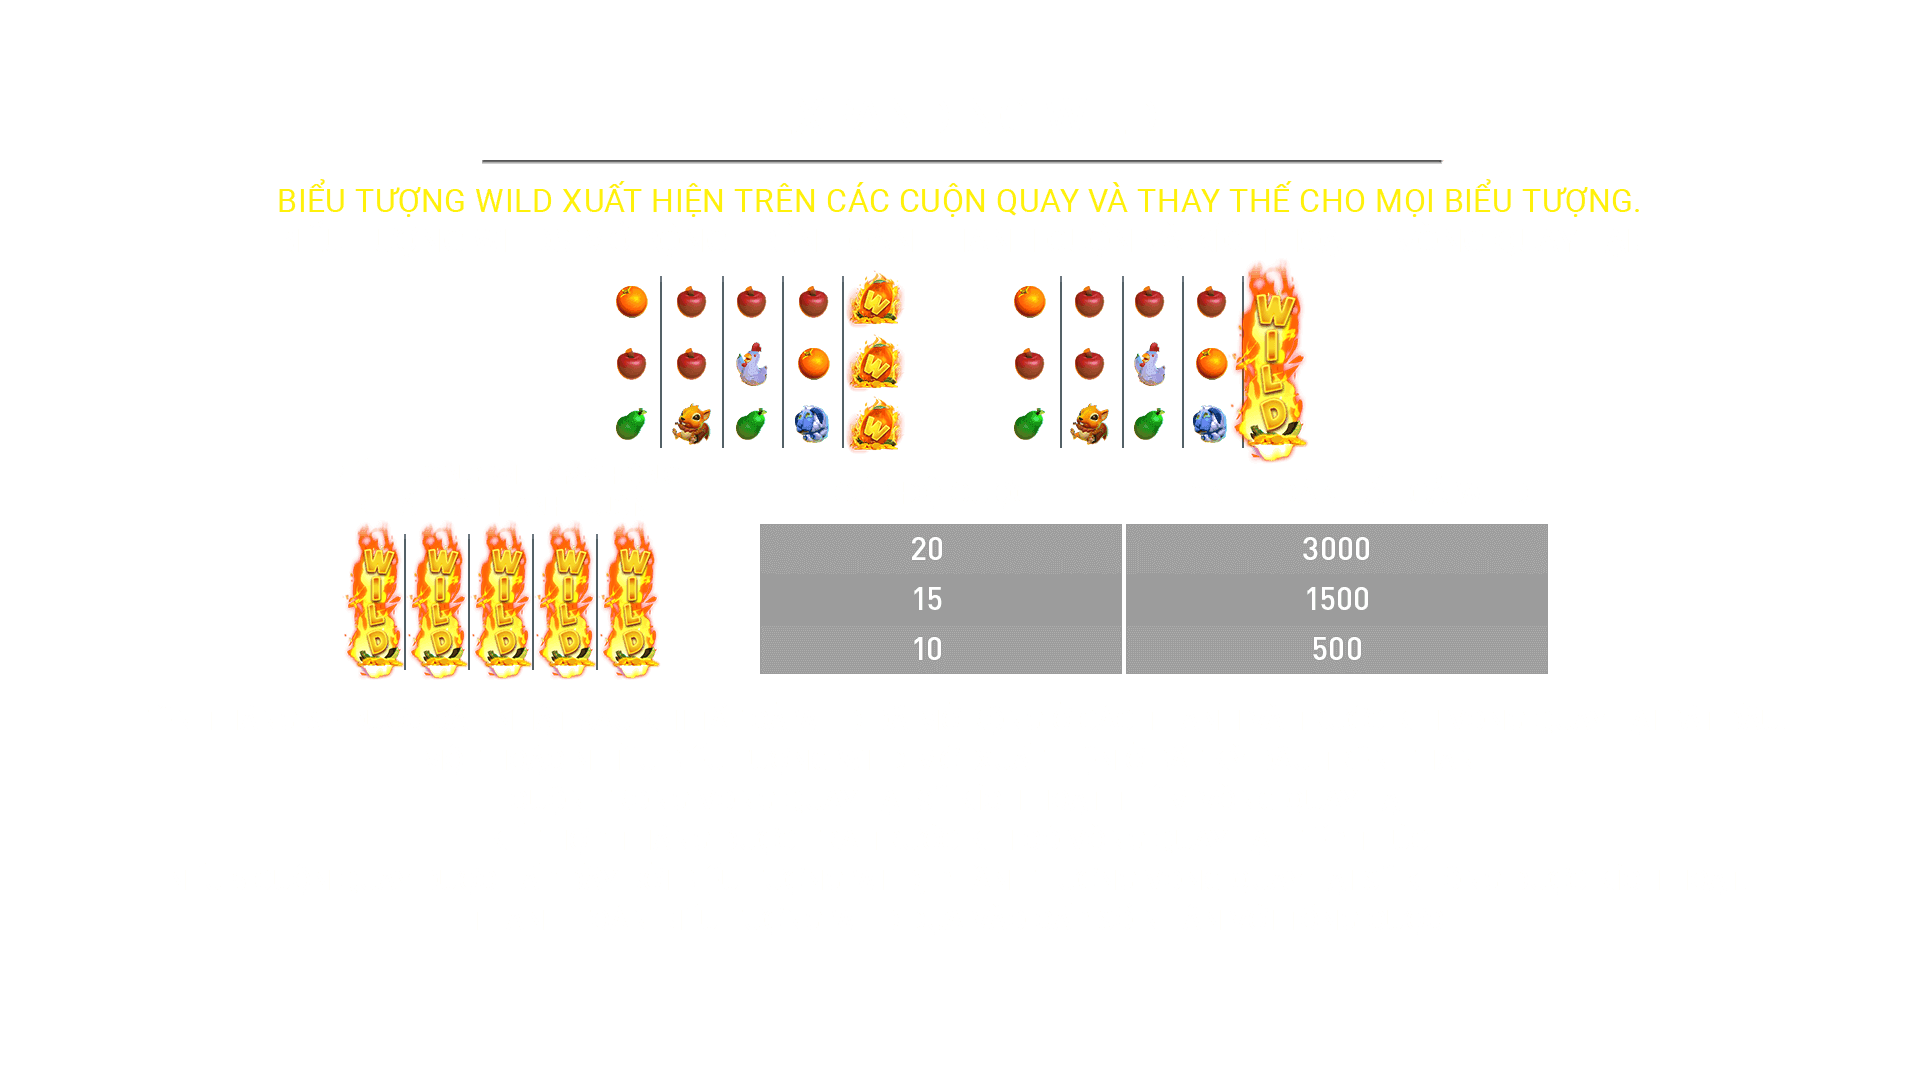 BIỂU TƯỢNG WILD XUẤT HIỆN TRÊN CÁC CUỘN QUAY VÀ THAY THẾ CHO MỌI BIỂU TƯỢNG.
W
W
W
WILD
WILD WILD WILD WILD WILD
20 3000
15 1500
10 500